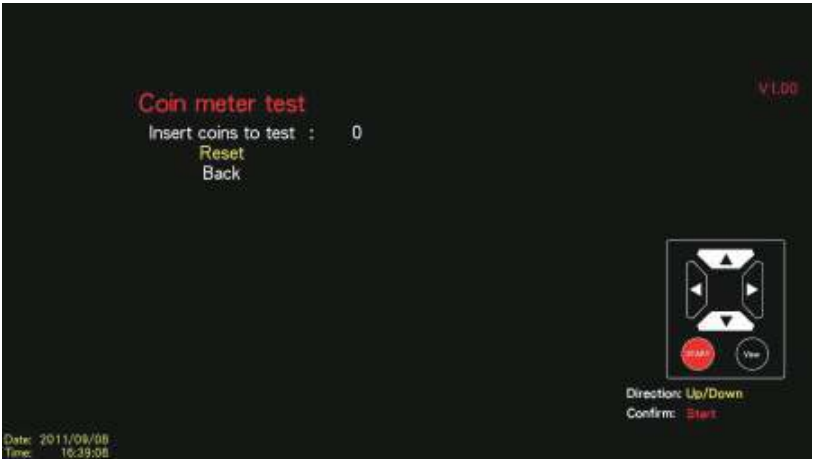 V1.00
Coin meter test
Insert coins to test : 0
Reset
Back
START
View
Direction: Up/Down
Confirm: Start
Date: 2011/09/08
Time: 16:39:08